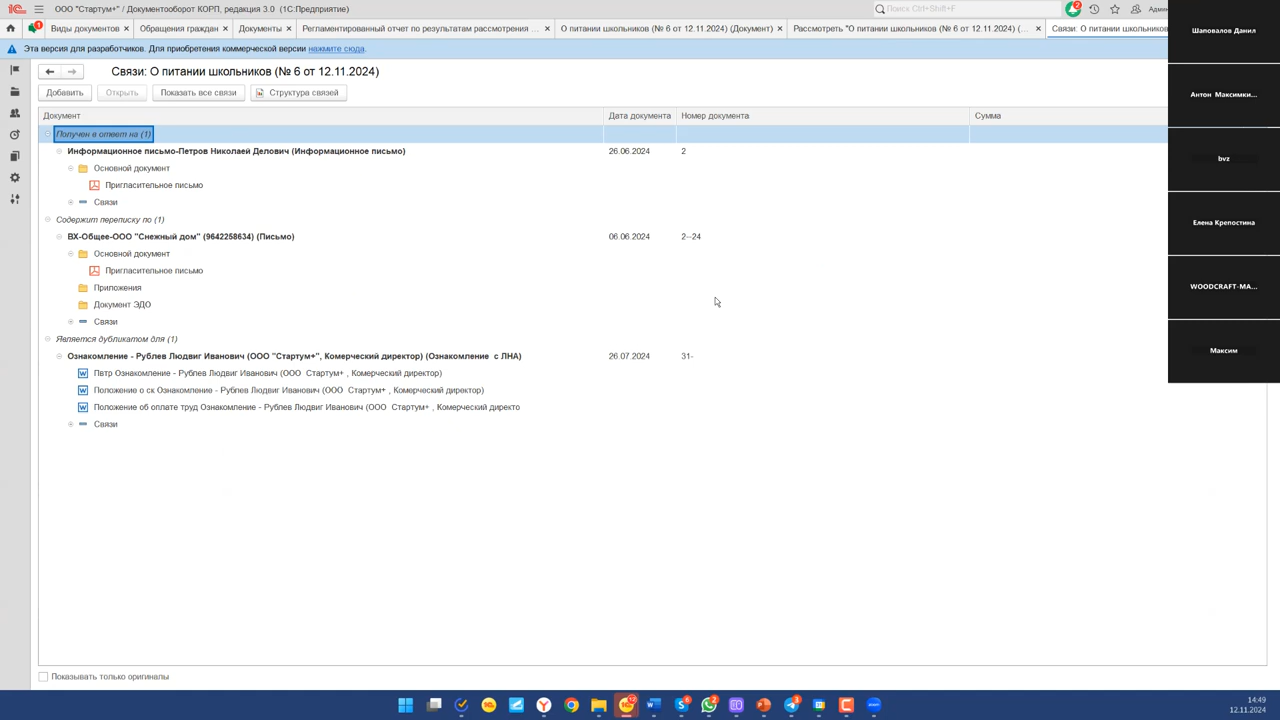 ООО "Стартум+" / Документооборот КОРП, редакция 3.0 (1С:Предприятие)
Поиск Ctrl+Shift+F
2
Админ
1
Виды документов ×
Обращения граждан ×
Документы ×
Регламентированный отчет по результатам рассмотрения ... ×
О питании школьников (№ 6 от 12.11.2024) (Документ) ×
Рассмотреть "О питании школьников (№ 6 от 12.11.2024) (... ×
Связи: О питании школьников
Эта версия для разработчиков. Для приобретения коммерческой версии нажмите сюда.
Связи: О питании школьников (№ 6 от 12.11.2024)
Добавить
Открыть
Показать все связи
Структура связей
Документ
Дата документа
Номер документа
Сумма
Получен в ответ на (1)
Информационное письмо-Петров Николаей Делович (Информационное письмо) 26.06.2024 2
Основной документ
Пригласительное письмо
Связи
Содержит переписку по (1)
ВХ-Общее-ООО "Снежный дом" (9642258634) (Письмо) 06.06.2024 2--24
Основной документ
Пригласительное письмо
Приложения
Документ ЭДО
Связи
Является дубликатом для (1)
Ознакомление - Рублев Людвиг Иванович (ООО "Стартум+", Комерческий директор) (Ознакомление с ЛНА) 26.07.2024 31-
Пвтр Ознакомление - Рублев Людвиг Иванович (ООО Стартум+ , Комерческий директор)
Положение о ск Ознакомление - Рублев Людвиг Иванович (ООО Стартум+ , Комерческий директор)
Положение об оплате труд Ознакомление - Рублев Людвиг Иванович (ООО Стартум+ , Комерческий директо
Связи
Показывать только оригиналы
Шаповалов Данил
Антон Максимки...
bvz
Елена Крепостина
WOODCRAFT-MA...
Максим
14:49
12.11.2024